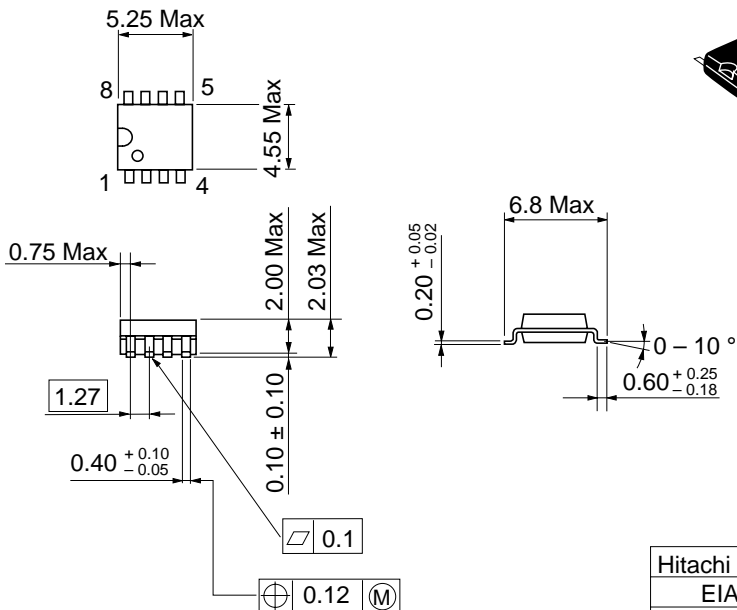 5.25 Max
8
5
4.55 Max
1
4
0.75 Max
2.00 Max
2.03 Max
6.8 Max
0.20 + 0.05 – 0.02
0 – 10 °
0.60 + 0.25 – 0.18
1.27
0.10 ± 0.10
0.40 + 0.10 – 0.05
0.1
0.12 M
Hitachi
EIA